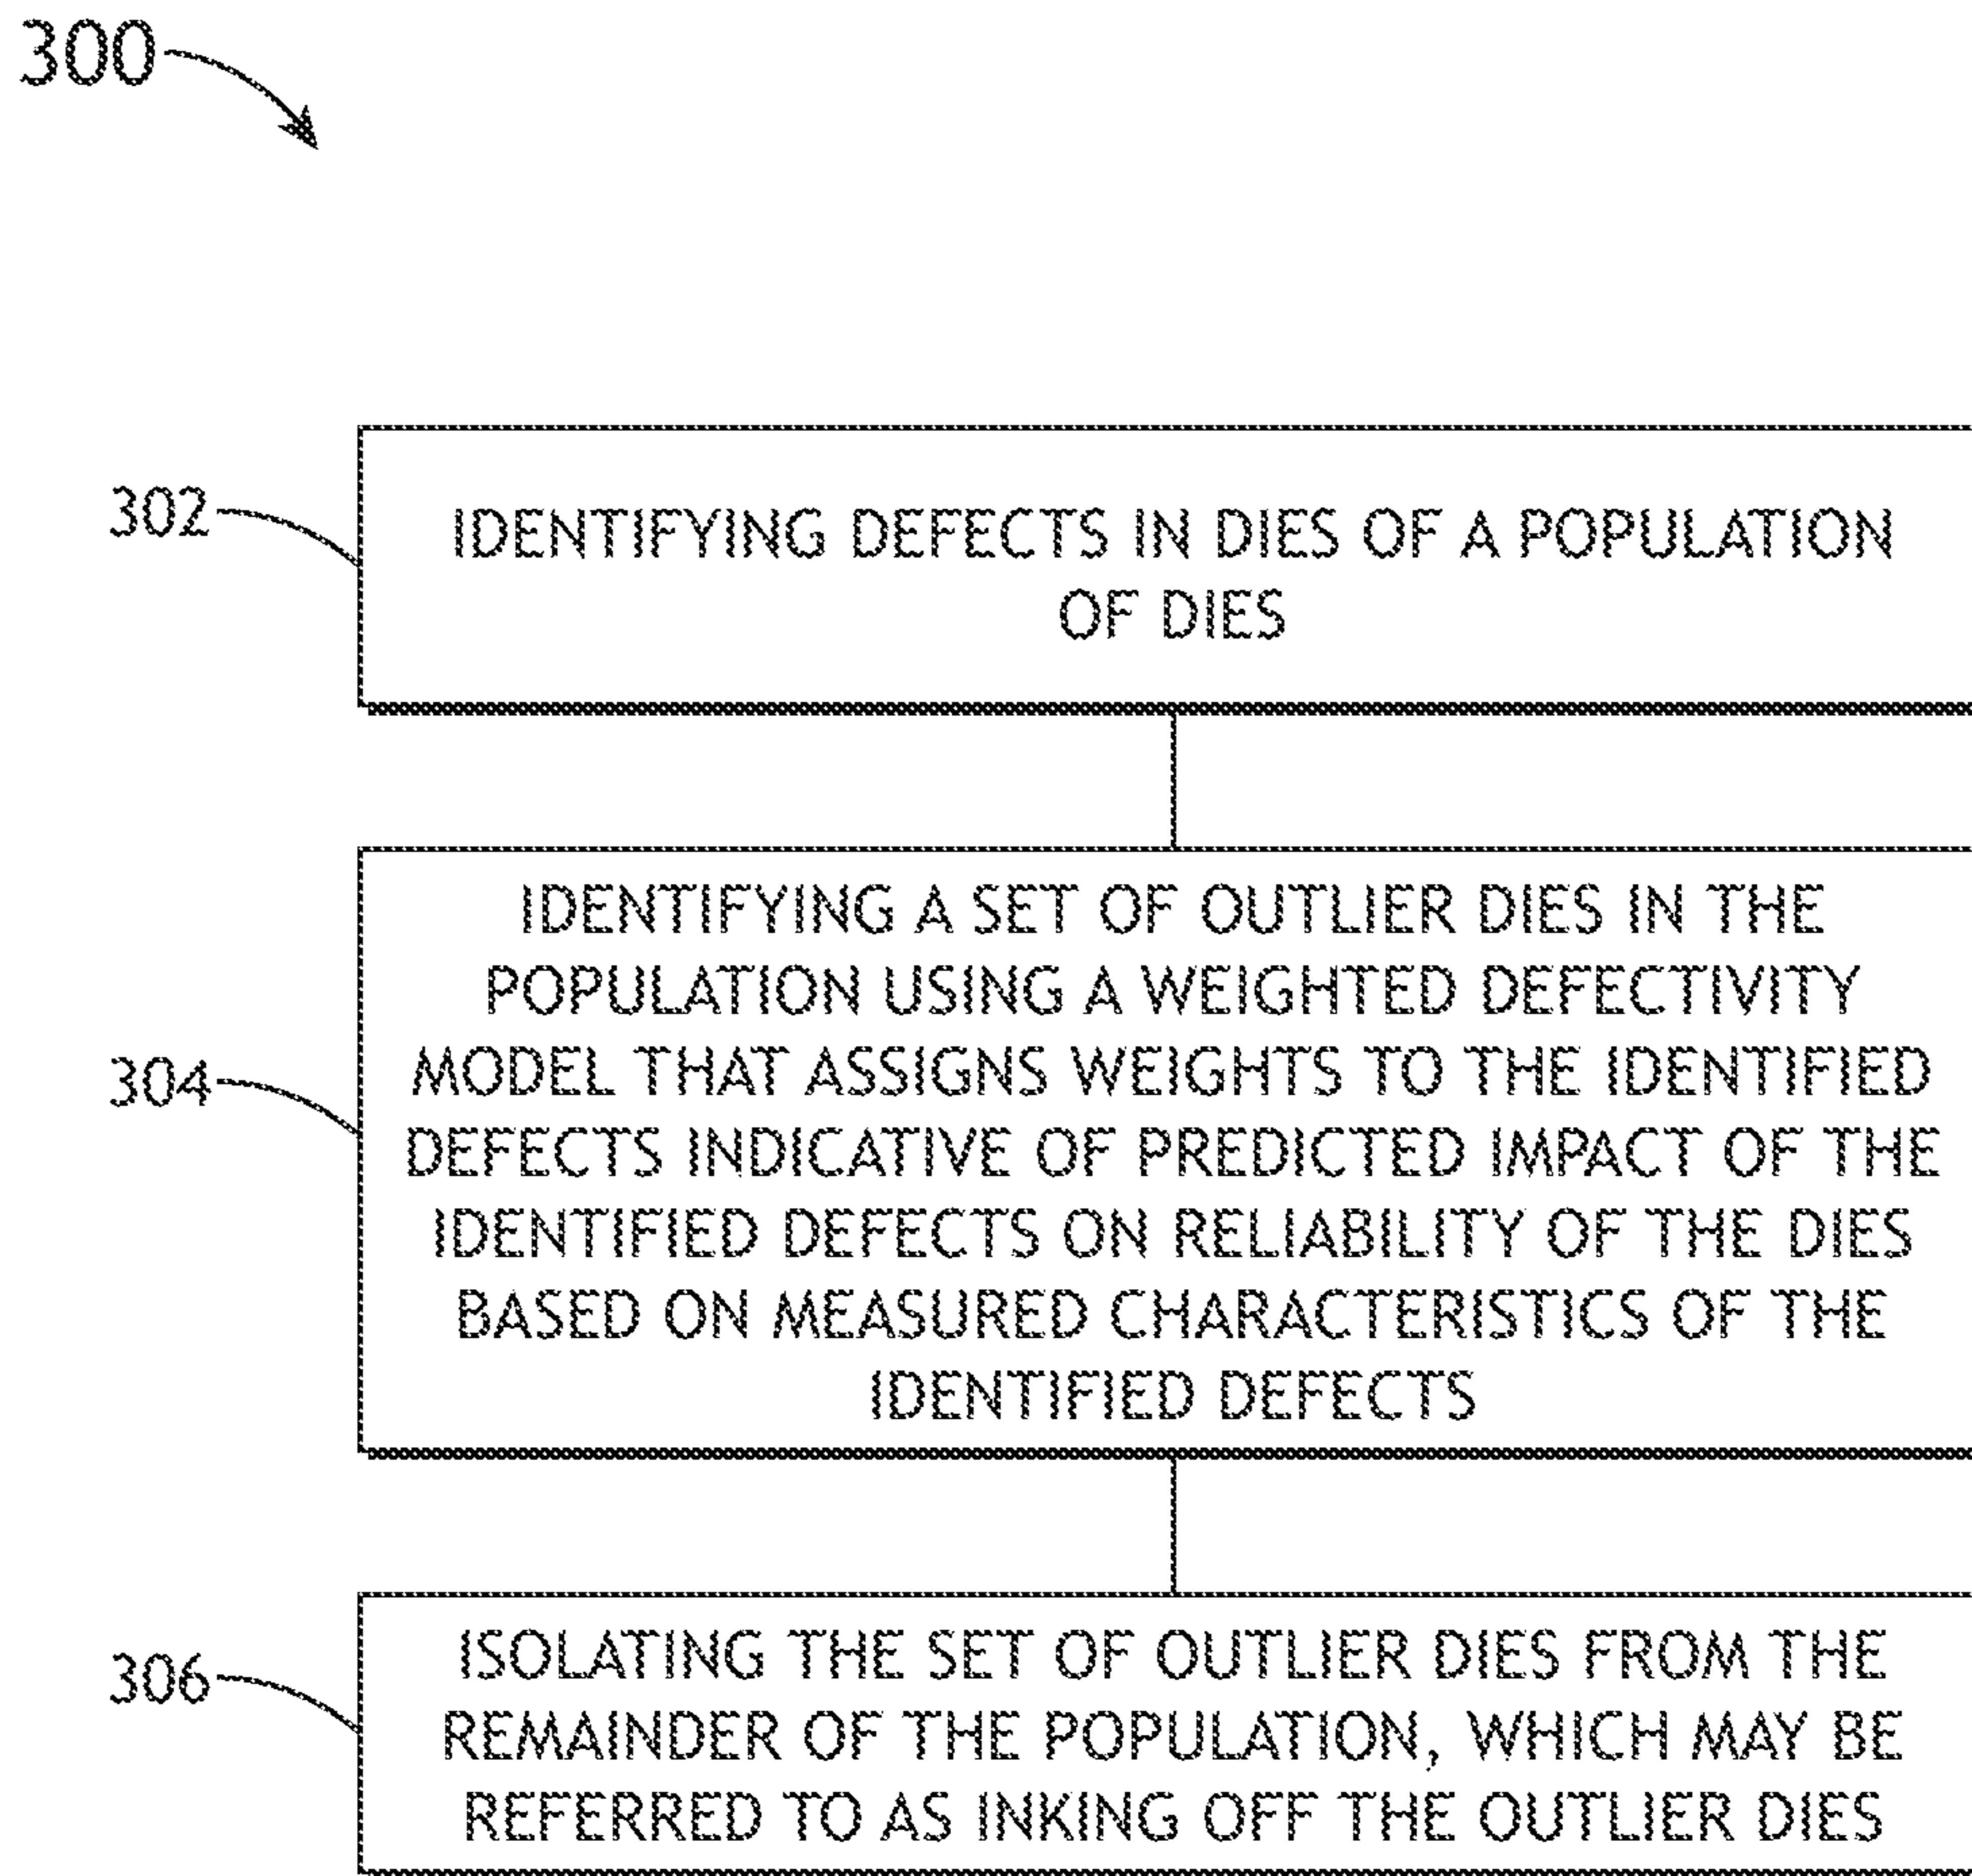 300
302
IDENTIFYING DEFECTS IN DIES OF A POPULATION
OF DIES
304
IDENTIFYING A SET OF OUTLIER DIES IN THE
POPULATION USING A WEIGHTED DEFECTIVITY
MODEL THAT ASSIGNS WEIGHTS TO THE IDENTIFIED
DEFECTS INDICATIVE OF PREDICTED IMPACT OF THE
IDENTIFIED DEFECTS ON RELIABILITY OF THE DIES
BASED ON MEASURED CHARACTERISTICS OF THE
IDENTIFIED DEFECTS
306
ISOLATING THE SET OF OUTLIER DIES FROM THE
REMAINDER OF THE POPULATION, WHICH MAY BE
REFERRED TO AS INKING OFF THE OUTLIER DIES